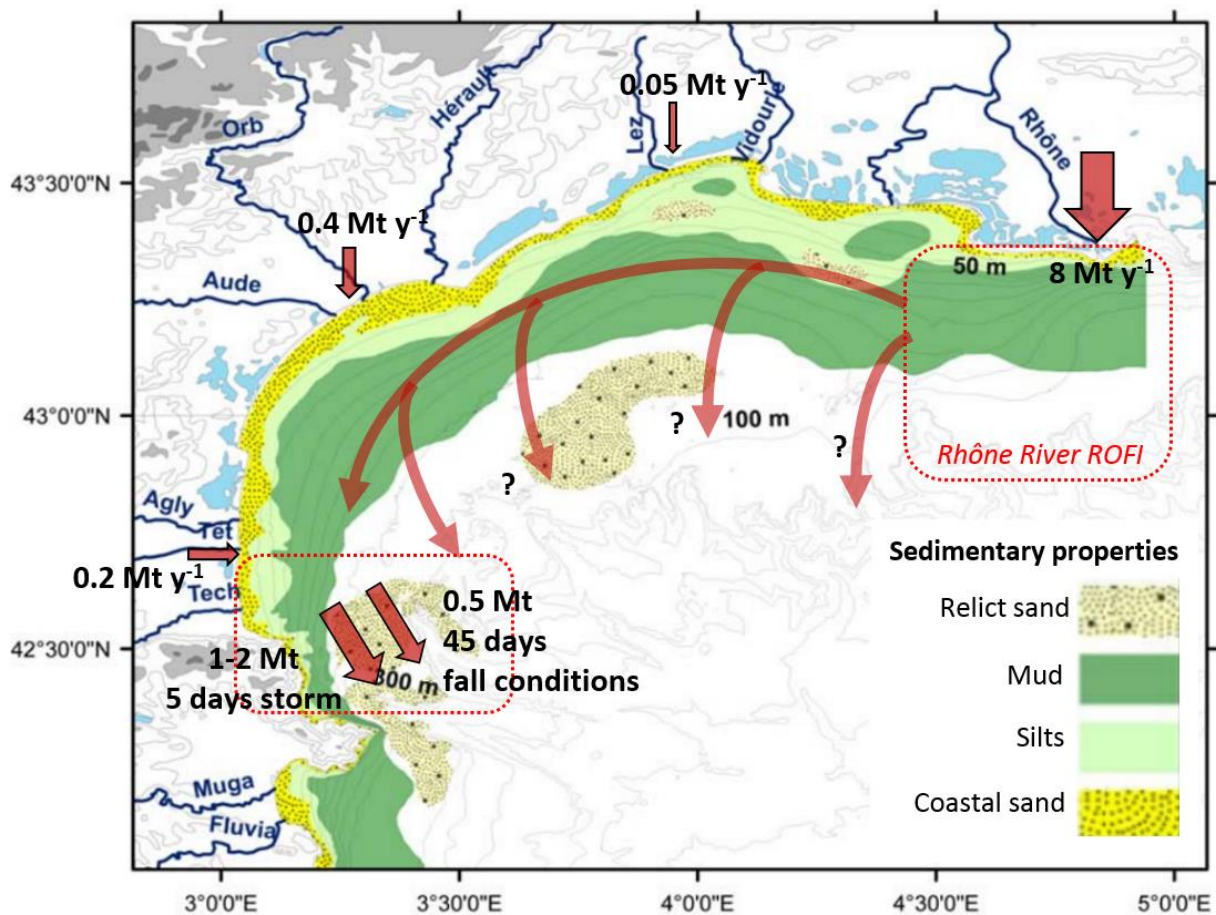 0.05 Mt y⁻¹
Orb
Hérault
Lez
Vidourle
Rhône
43°30'0"N
0.4 Mt y⁻¹
Aude
50 m
8 Mt y⁻¹
43°0'0"N
?
100 m
?
?
Rhône River ROFI
Agly
Tet
0.2 Mt y⁻¹
Tech
Sedimentary properties
Relict sand
Mud
Silts
Coastal sand
0.5 Mt
45 days
fall conditions
42°30'0"N
1-2 Mt
5 days storm
300 m
Muga
Fluvia
3°0'0"E
3°30'0"E
4°0'0"E
4°30'0"E
5°0'0"E